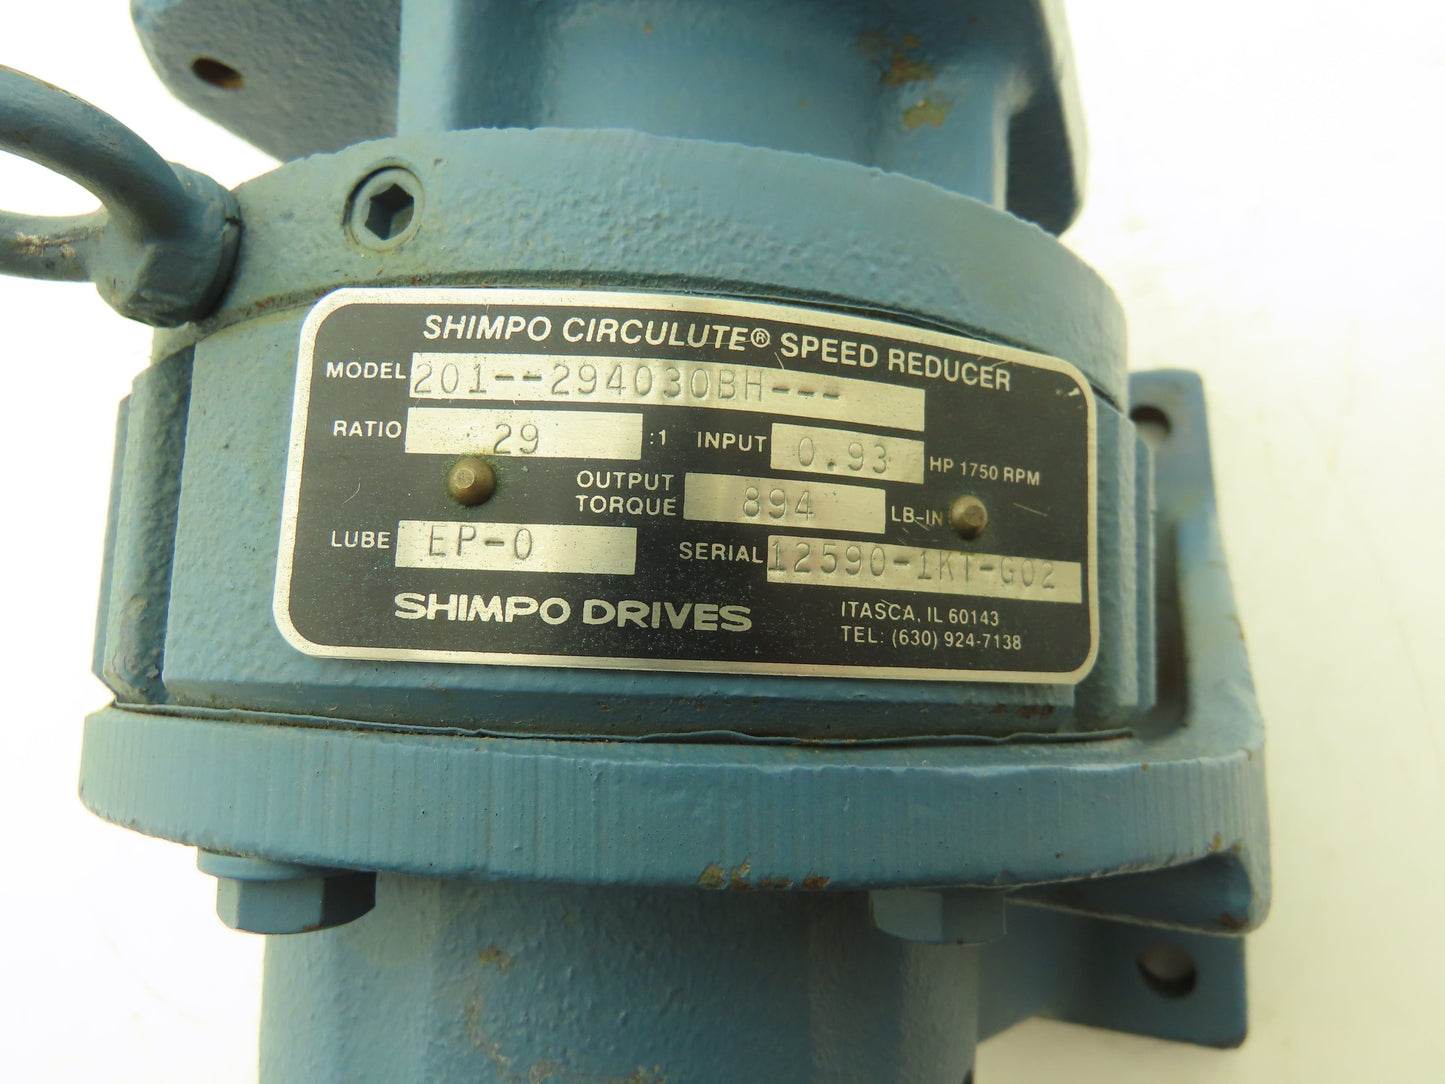 SHIMPO CIRCULUTE® SPEED REDUCER
MODEL 201--294030BH---
RATIO 29 :1 INPUT 0.93 HP 1750 RPM
OUTPUT TORQUE 894 LB-IN
LUBE EP-0 SERIAL 12590-1KT-G02
SHIMPO DRIVES
ITASCA, IL 60143
TEL: (630) 924-7138